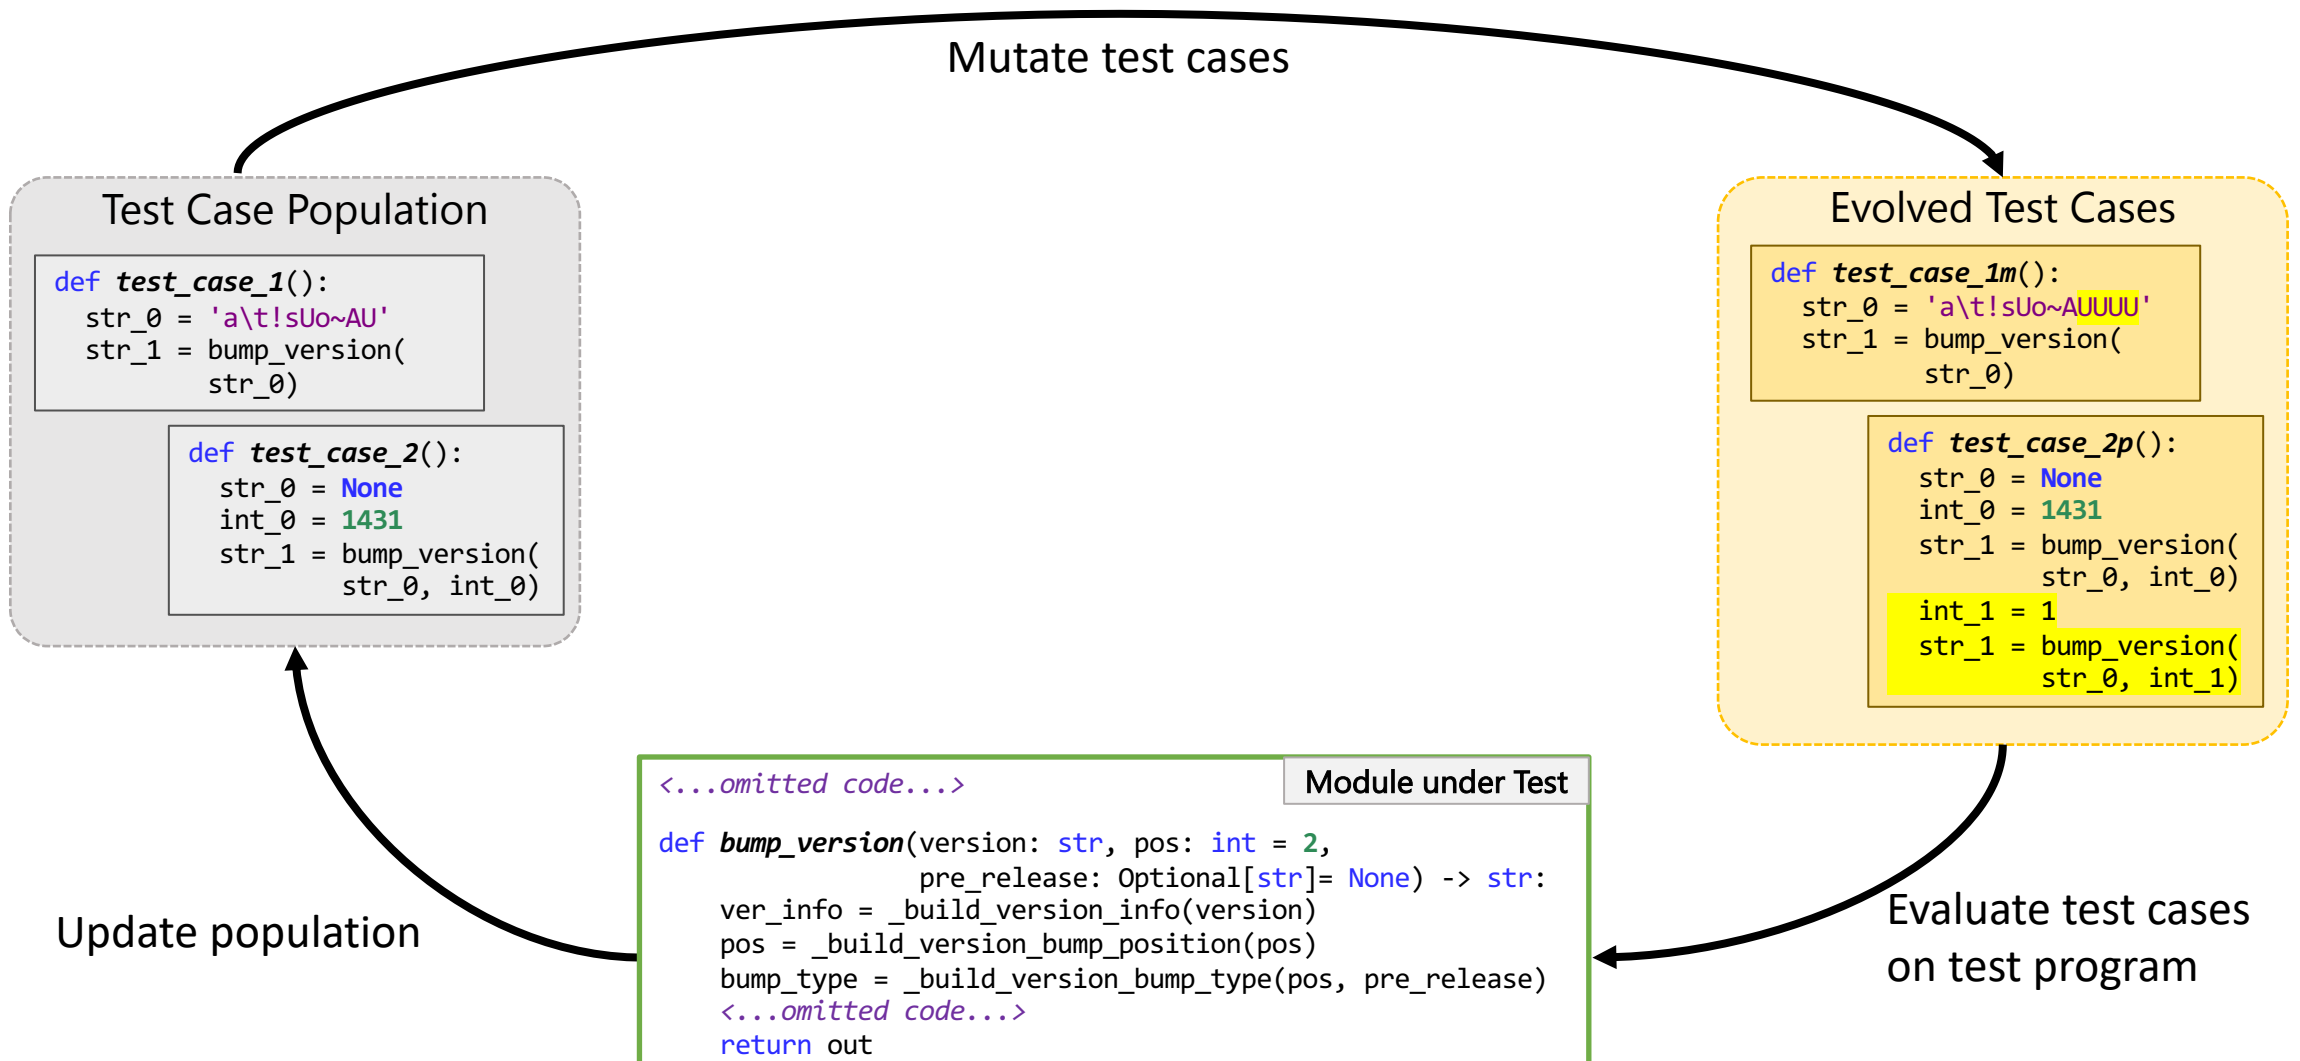 Mutate test cases
Test Case Population
def test_case_1():
  str_0 = 'a\t!sUo~AU'
  str_1 = bump_version(
          str_0)
def test_case_2():
  str_0 = None
  int_0 = 1431
  str_1 = bump_version(
          str_0, int_0)
Evolved Test Cases
def test_case_1m():
  str_0 = 'a\t!sUo~AUUUU'
  str_1 = bump_version(
          str_0)
def test_case_2p():
  str_0 = None
  int_0 = 1431
  str_1 = bump_version(
          str_0, int_0)
  int_1 = 1
  str_1 = bump_version(
          str_0, int_1)
Evaluate test cases
on test program
Module under Test
<...omitted code...>
def bump_version(version: str, pos: int = 2,
                 pre_release: Optional[str]= None) -> str:
    ver_info = _build_version_info(version)
    pos = _build_version_bump_position(pos)
    bump_type = _build_version_bump_type(pos, pre_release)
    <...omitted code...>
    return out
Update population